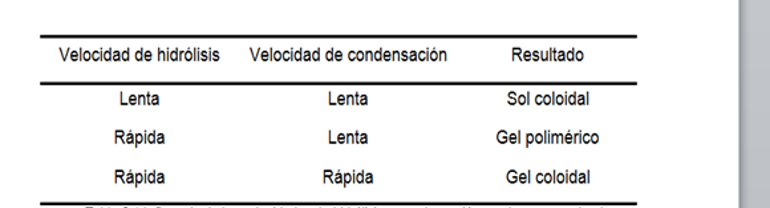 Velocidad de hidrólisis Velocidad de condensación Resultado
Lenta Lenta Sol coloidal
Rápida Lenta Gel polimérico
Rápida Rápida Gel coloidal